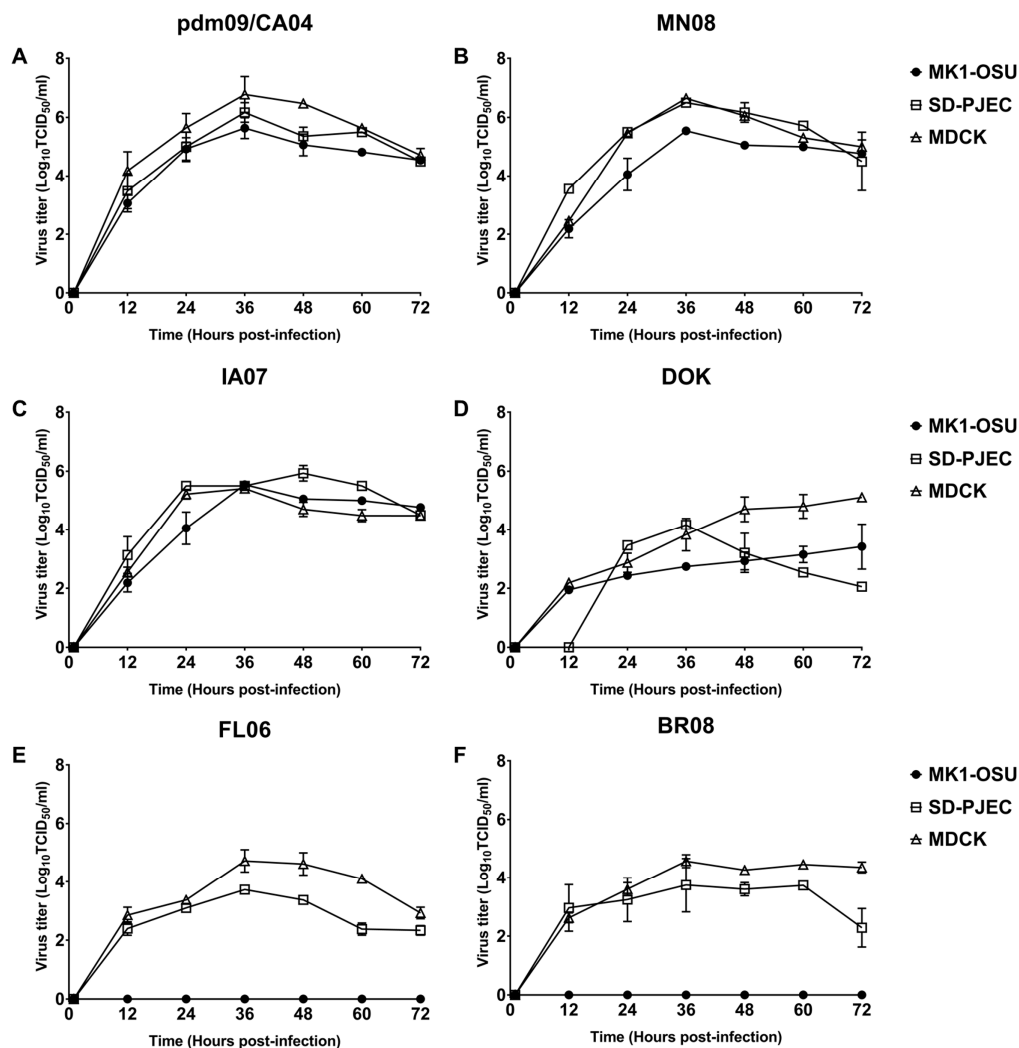 pdm09/CA04
MN08
A
8
6
4
2
0
Virus titer (Log10TCID50/ml)
0 12 24 36 48 60 72
Time (Hours post-infection)
B
8
6
4
2
0
Virus titer (Log10TCID50/ml)
0 12 24 36 48 60 72
Time (Hours post-infection)
MK1-OSU
SD-PJEC
MDCK
IA07
DOK
C
8
6
4
2
0
Virus titer (Log10TCID50/ml)
0 12 24 36 48 60 72
Time (Hours post-infection)
D
8
6
4
2
0
Virus titer (Log10TCID50/ml)
0 12 24 36 48 60 72
Time (Hours post-infection)
MK1-OSU
SD-PJEC
MDCK
FL06
BR08
E
8
6
4
2
0
Virus titer (Log10TCID50/ml)
0 12 24 36 48 60 72
Time (Hours post-infection)
F
8
6
4
2
0
Virus titer (Log10TCID50/ml)
0 12 24 36 48 60 72
Time (Hours post-infection)
MK1-OSU
SD-PJEC
MDCK